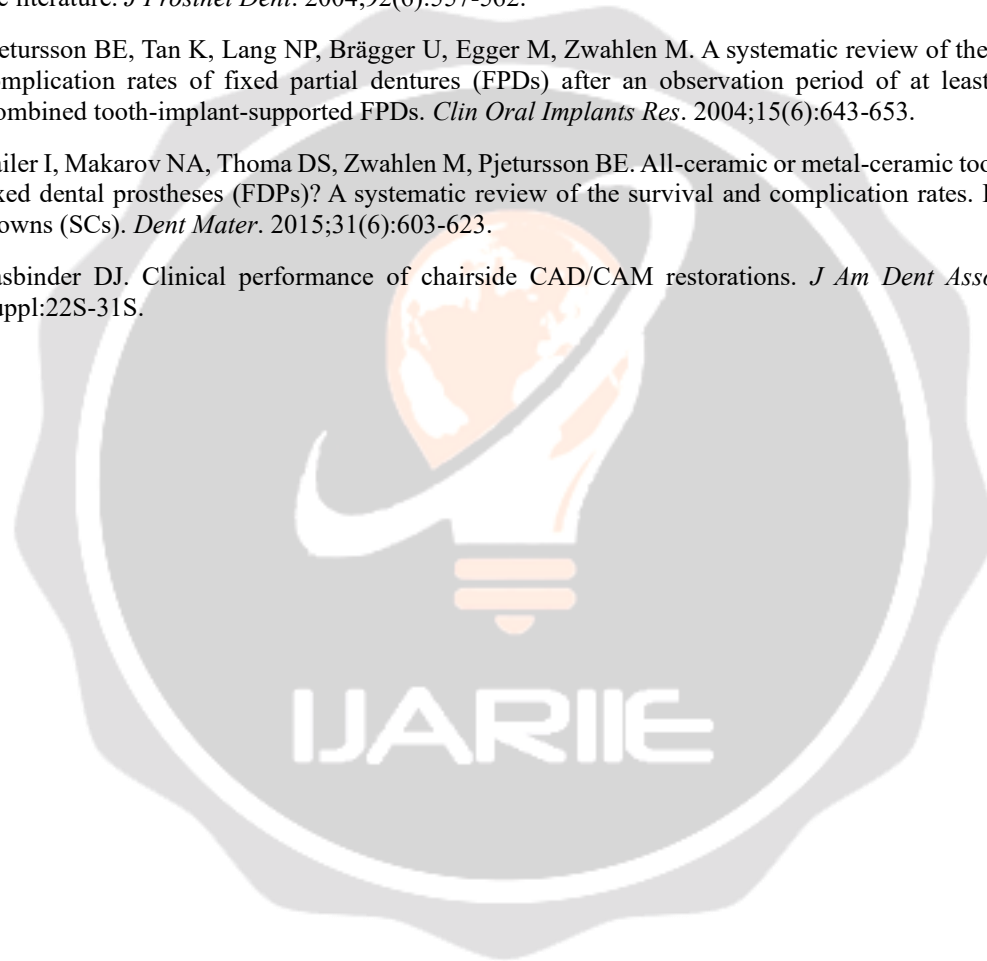 literature. J Prosthet Dent. 2004;92(6):557-562.
etursson BE, Tan K, Lang NP, Brägger U, Egger M, Zwahlen M. A systematic review of the
omplication rates of fixed partial dentures (FPDs) after an observation period of at least
ombined tooth-implant-supported FPDs. Clin Oral Implants Res. 2004;15(6):643-653.
ailer I, Makarov NA, Thoma DS, Zwahlen M, Pjetursson BE. All-ceramic or metal-ceramic too
xed dental prostheses (FDPs)? A systematic review of the survival and complication rates.
owns (SCs). Dent Mater. 2015;31(6):603-623.
asbinder DJ. Clinical performance of chairside CAD/CAM restorations. J Am Dent Asso
uppl:22S-31S.
IJARIIE